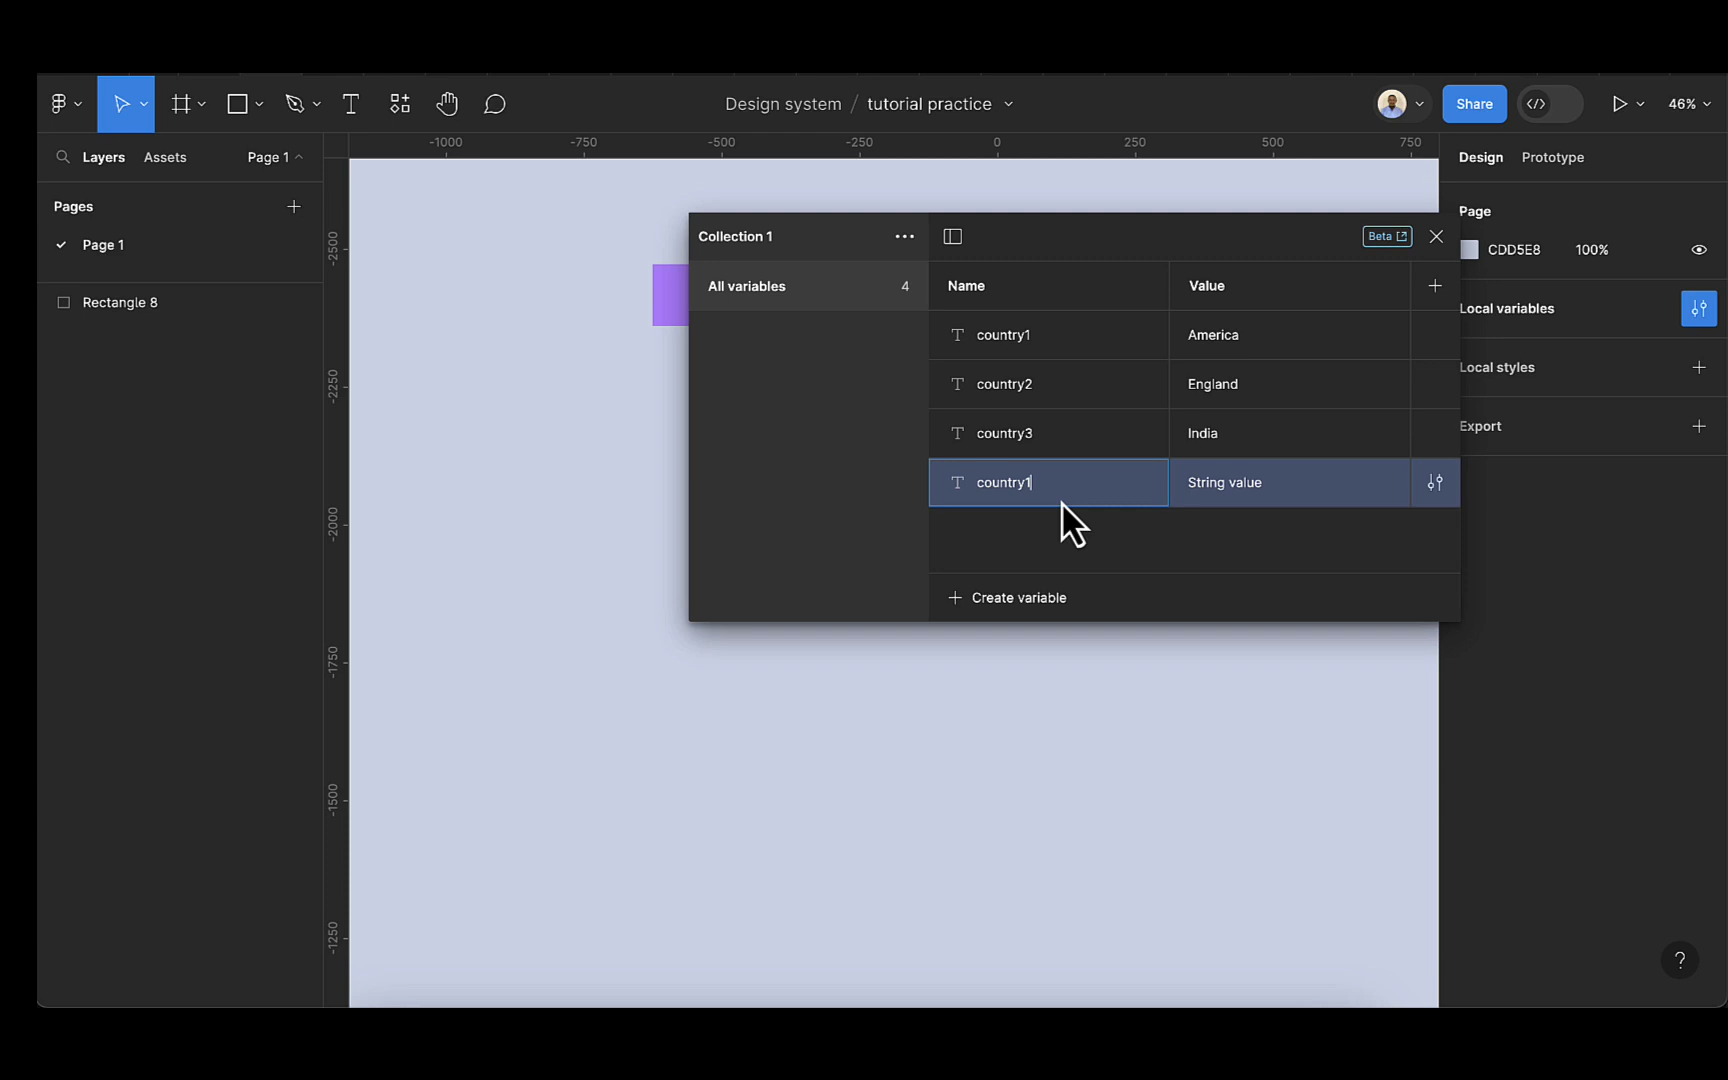 Design system / tutorial practice
Share
46%
Layers Assets Page 1
-1000 -750 -500 -250 0 250 500 750
Design Prototype
Pages
Page 1
Rectangle 8
-2500
-2250
-2000
-1750
-1500
-1250
Collection 1
Beta
All variables 4
Name Value
country1 America
country2 England
country3 India
country1 String value
Create variable
Page
CDD5E8 100%
Local variables
Local styles
Export
?